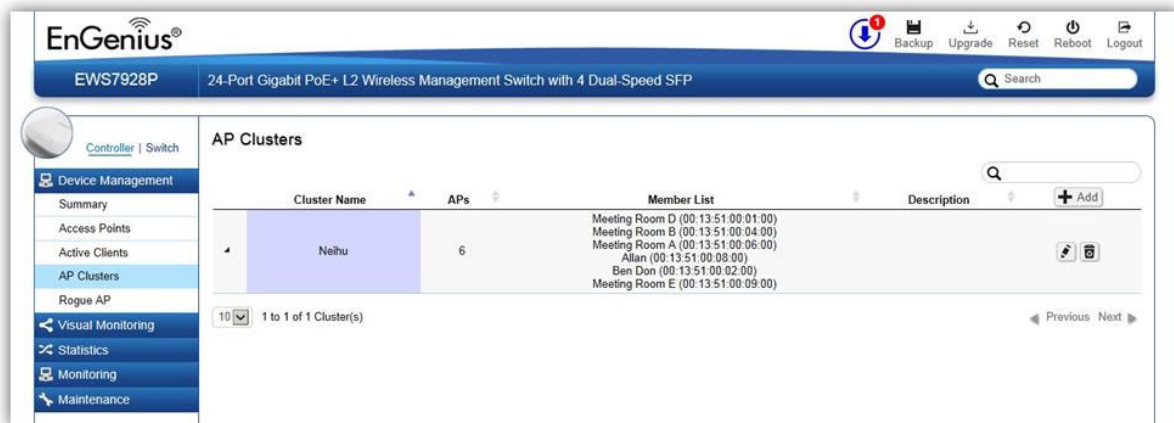 EnGenius®
1
Backup
Upgrade
Reset
Reboot
Logout
EWS7928P
24-Port Gigabit PoE+ L2 Wireless Management Switch with 4 Dual-Speed SFP
Search
Controller | Switch
Device Management
Summary
Access Points
Active Clients
AP Clusters
Rogue AP
Visual Monitoring
Statistics
Monitoring
Maintenance
AP Clusters
Cluster Name APs Member List Description Add
Neihu 6
Meeting Room D (00:13:51:00:01:00)
Meeting Room B (00:13:51:00:04:00)
Meeting Room A (00:13:51:00:06:00)
Allan (00:13:51:00:08:00)
Ben Don (00:13:51:00:02:00)
Meeting Room E (00:13:51:00:09:00)
10 1 to 1 of 1 Cluster(s)
Previous Next